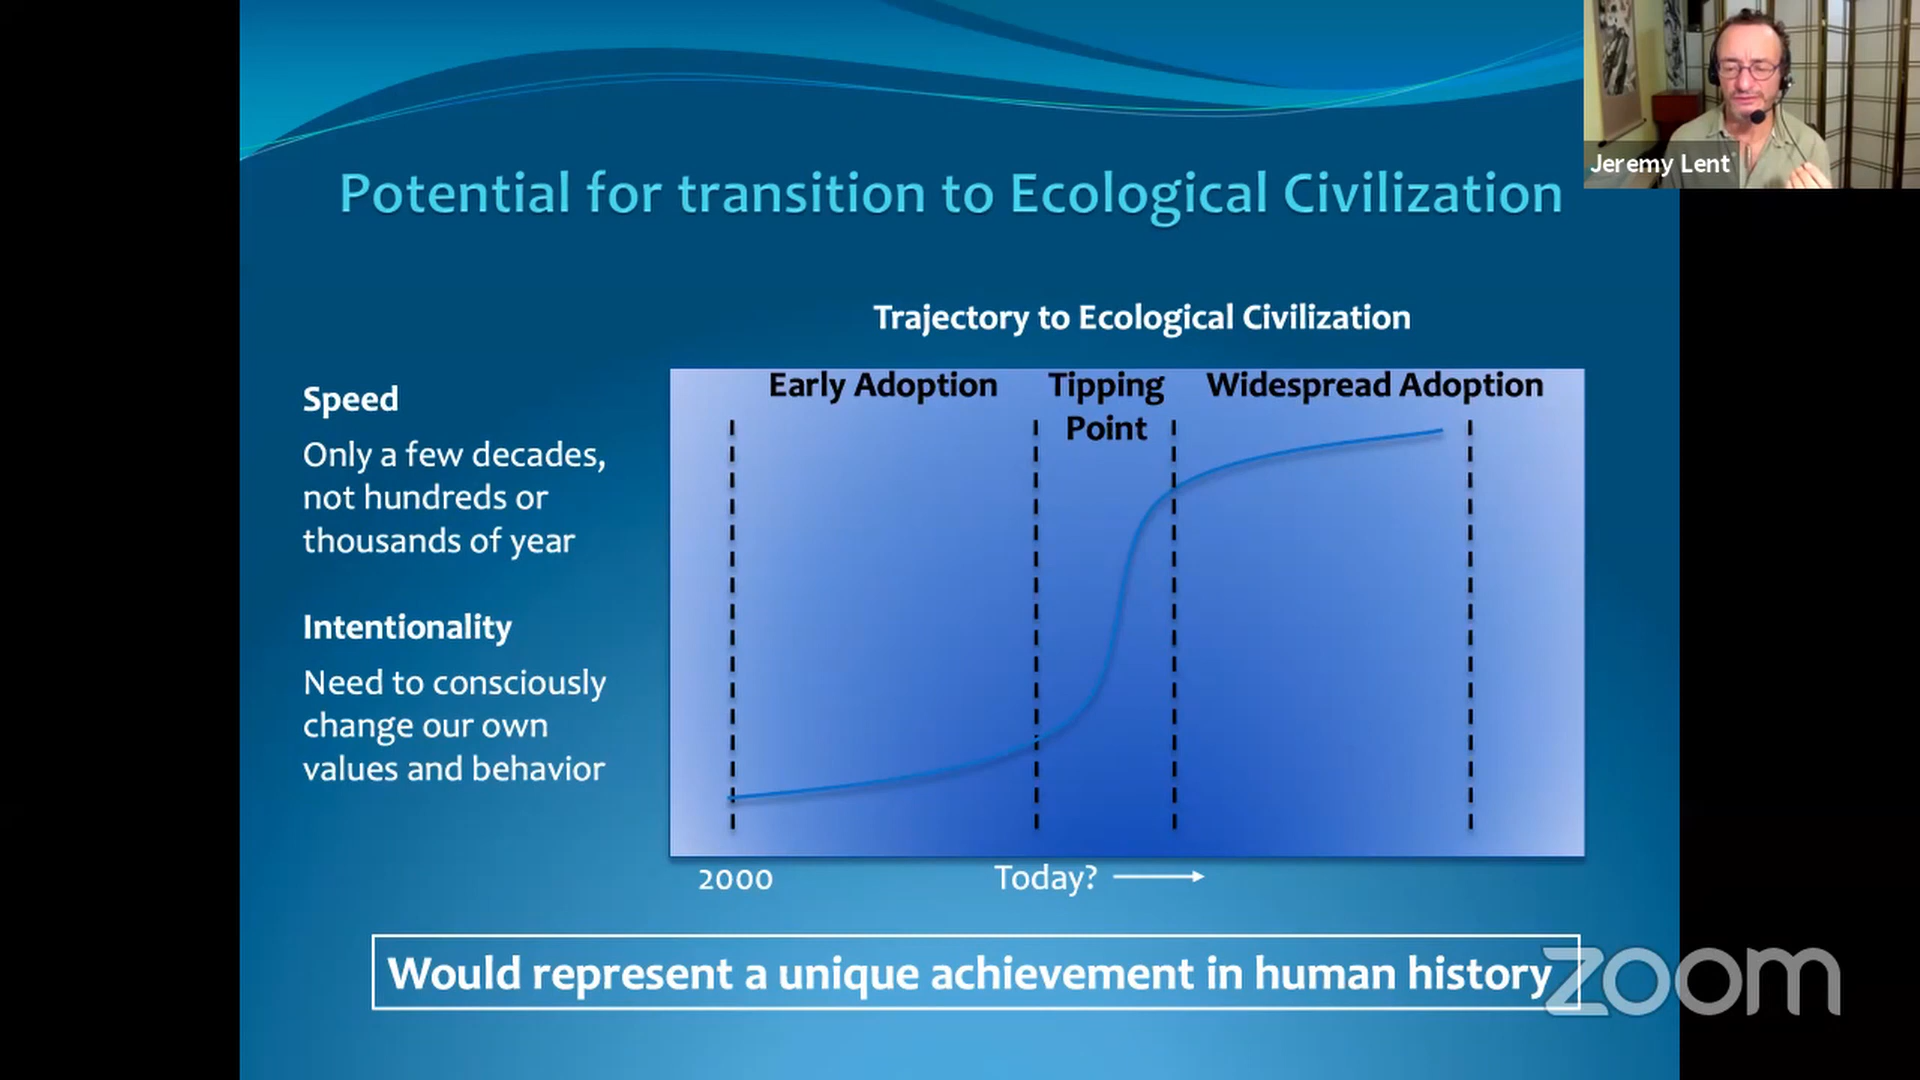 Jeremy Lent
Potential for transition to Ecological Civilization
Trajectory to Ecological Civilization
Speed
Only a few decades,
not hundreds or
thousands of year
Intentionality
Need to consciously
change our own
values and behavior
Early Adoption
Tipping
Point
Widespread Adoption
2000
Today?
Would represent a unique achievement in human history
zoom